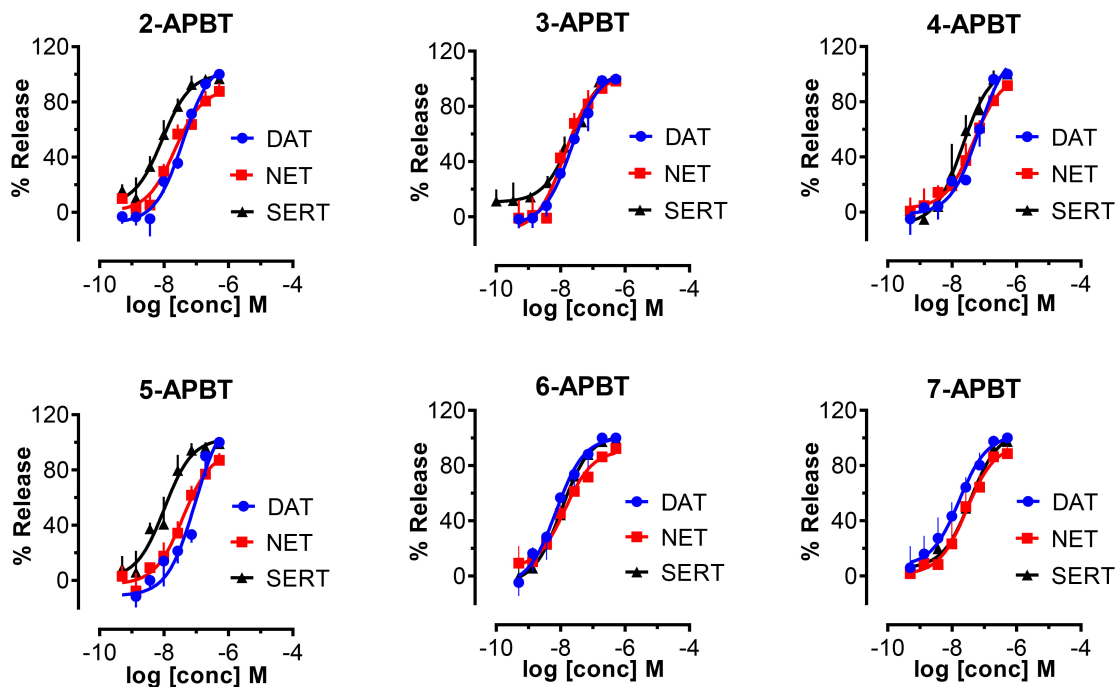 2-APBT
120
80
40
0
% Release
DAT
NET
SERT
-10
-8
-6
-4
log [conc] M
3-APBT
120
80
40
0
% Release
DAT
NET
SERT
-10
-8
-6
-4
log [conc] M
4-APBT
120
80
40
0
% Release
DAT
NET
SERT
-10
-8
-6
-4
log [conc] M
5-APBT
120
80
40
0
% Release
DAT
NET
SERT
-10
-8
-6
-4
log [conc] M
6-APBT
120
80
40
0
% Release
DAT
NET
SERT
-10
-8
-6
-4
log [conc] M
7-APBT
120
80
40
0
% Release
DAT
NET
SERT
-10
-8
-6
-4
log [conc] M